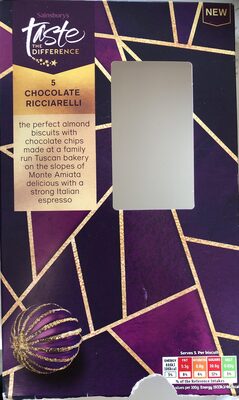 Sainsbury's
taste
THE
DIFFERENCE
NEW
5
CHOCOLATE
RICCIARELLI
the perfect almond
biscuits with
chocolate chips
made at a family
run Tuscan bakery
on the slopes of
Monte Amiata
delicious with a
strong Italian
espresso
Serves 5. Per biscuit
ENERGY FAT SATURATES SUGARS SALT
% of the Reference Intakes